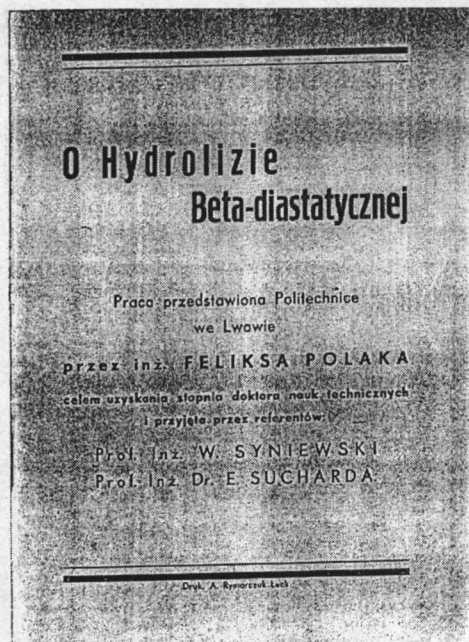 O Hydrolizie
Beta-diastatycznej
Praca przedstawiona Politechnice
we Lwowie
przez inż. FELIKSA POLAKA
celem uzyskania stopnia doktora nauk technicznych
i przyjęta przez referentów:
Prof. Inż. W. SYNIEWSKI
Prof. Inż. Dr. E. SUCHARDA
Druk. A. Rymarczuk